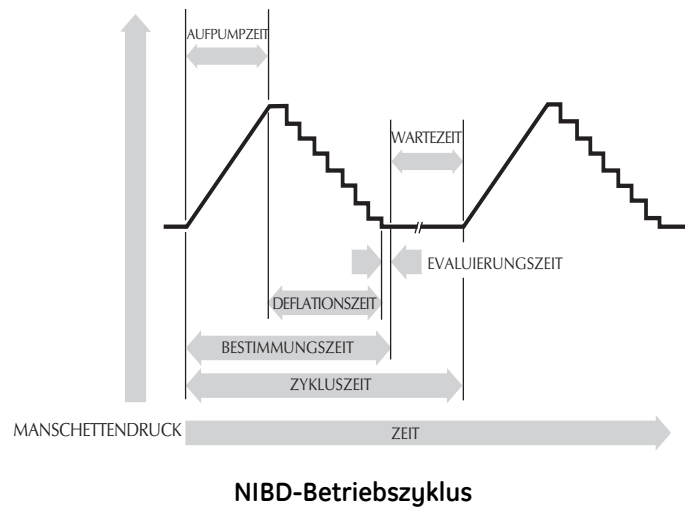 AUFPUMPZEIT
WARTEZEIT
EVALUIERUNGSZEIT
DEFLATIONSZEIT
BESTIMMUNGSZEIT
ZYKLUSZEIT
MANSCHETTENDRUCK ZEIT
NIBD-Betriebszyklus